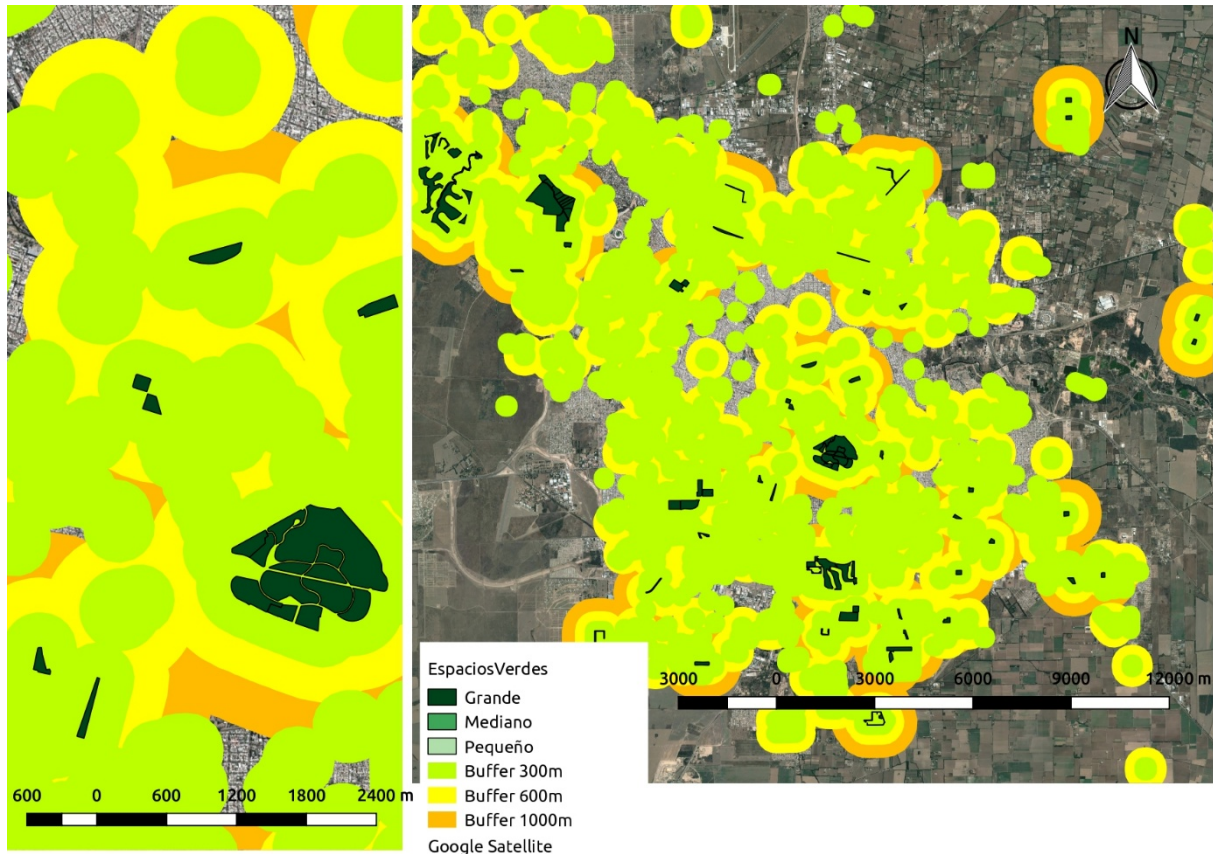 N
EspaciosVerdes
Grande
Mediano
Pequeño
Buffer 300m
Buffer 600m
Buffer 1000m
Google Satellite
3000 0 3000 6000 9000 12000 m
600 0 600 1200 1800 2400 m